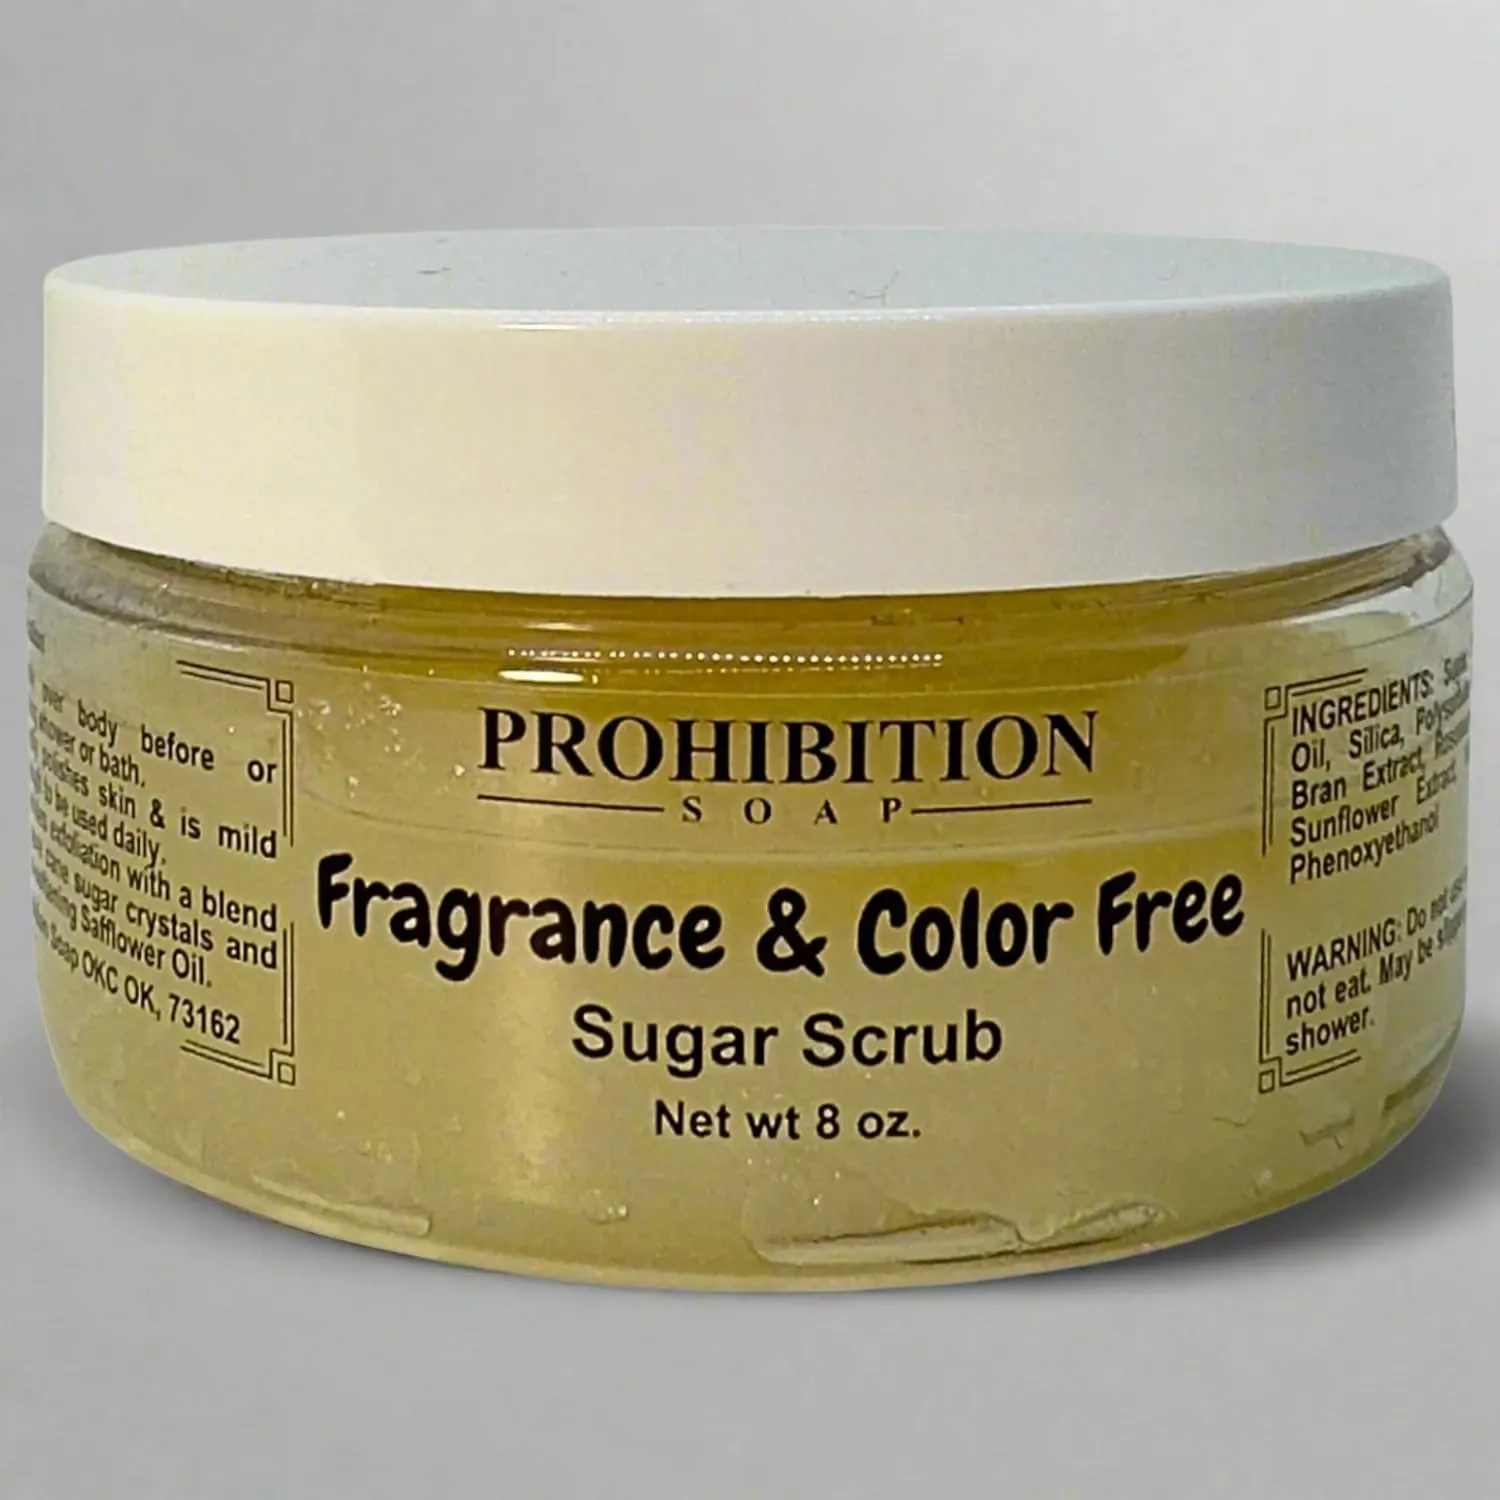 over body before or
shower or bath.
polishes skin & is mild
to be used daily.
exfoliation with a blend
cane sugar crystals and
Safflower Oil.
Soap OKC OK, 73162
PROHIBITION
SOAP
Fragrance & Color Free
Sugar Scrub
Net wt 8 oz.
INGREDIENTS:
Oil, Silica,
Bran Extract,
Sunflower
Phenoxyethanol
WARNING: Do not
not eat. May be
shower.